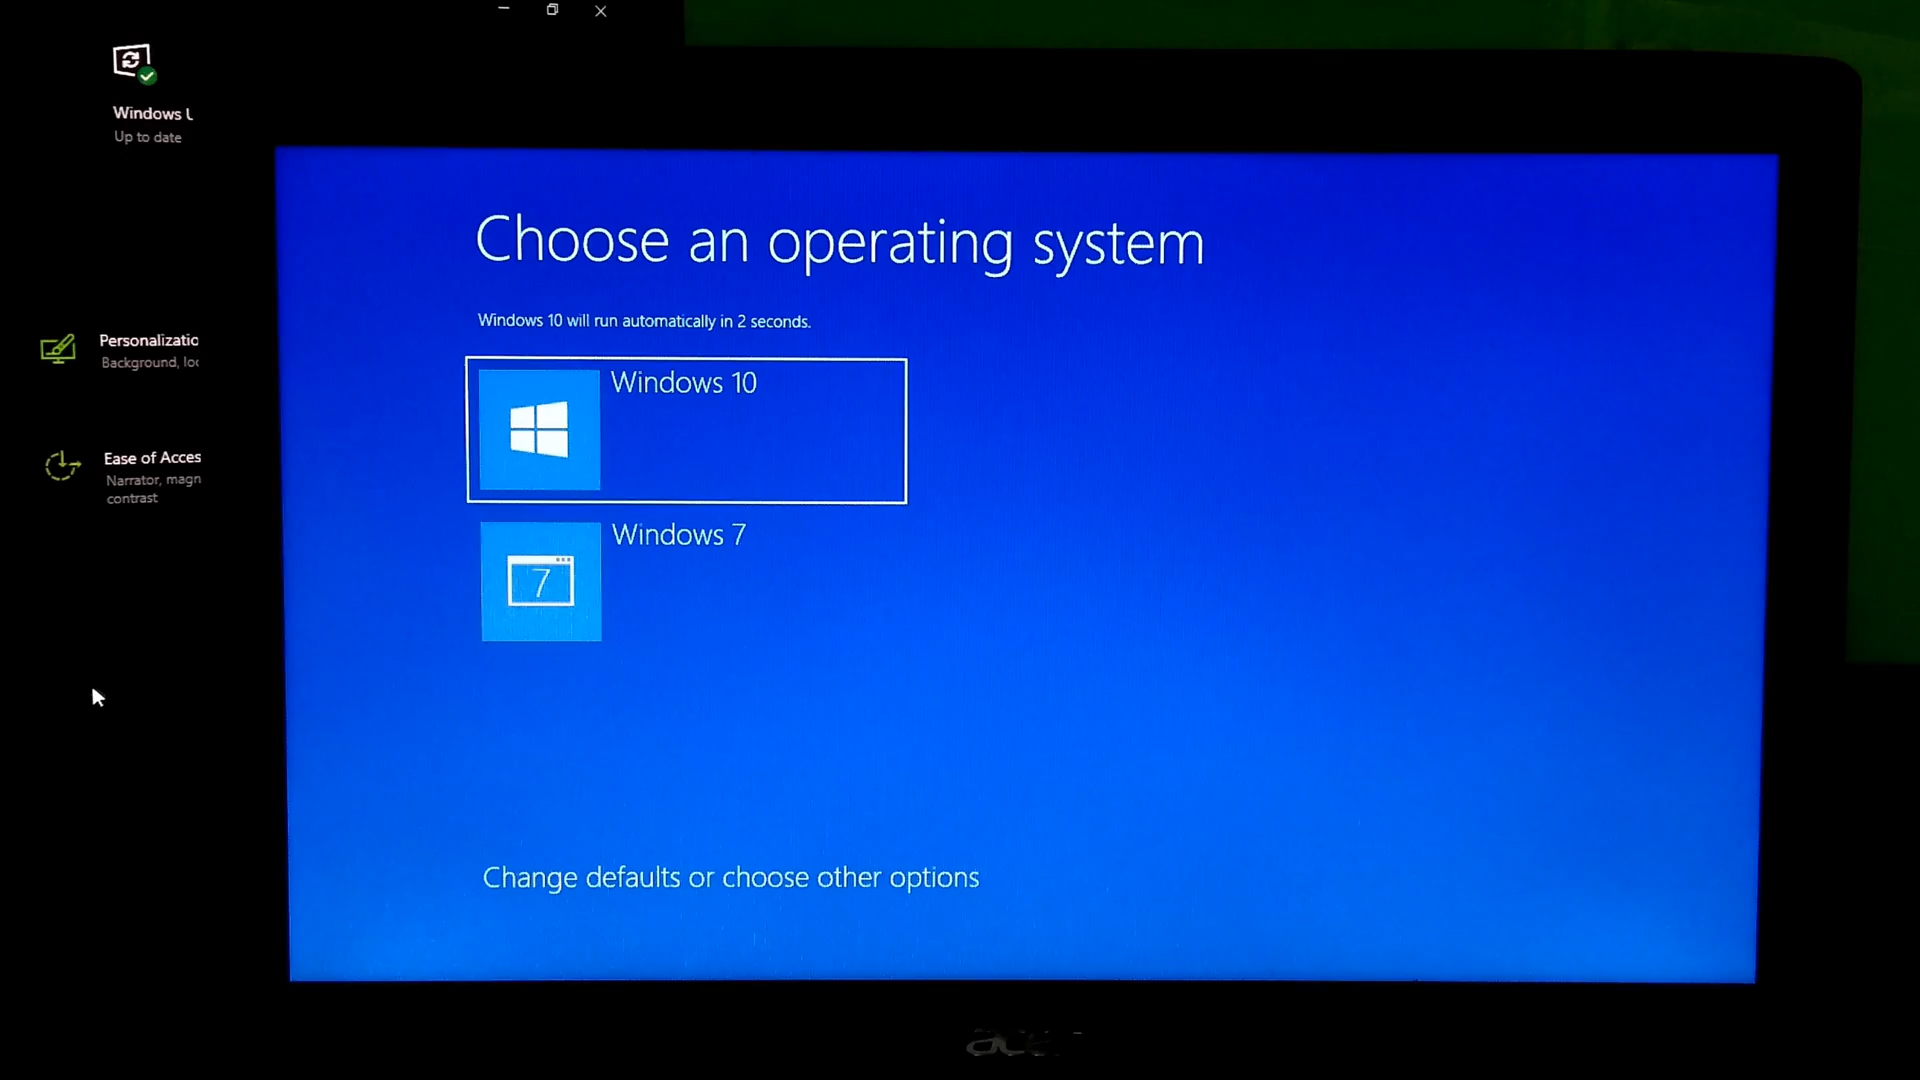 Windows U
Up to date
Personalizatio
Background, loc
Ease of Acces
Narrator, magn
contrast
Choose an operating system
Windows 10 will run automatically in 2 seconds.
Windows 10
7
Windows 7
Change defaults or choose other options
acer